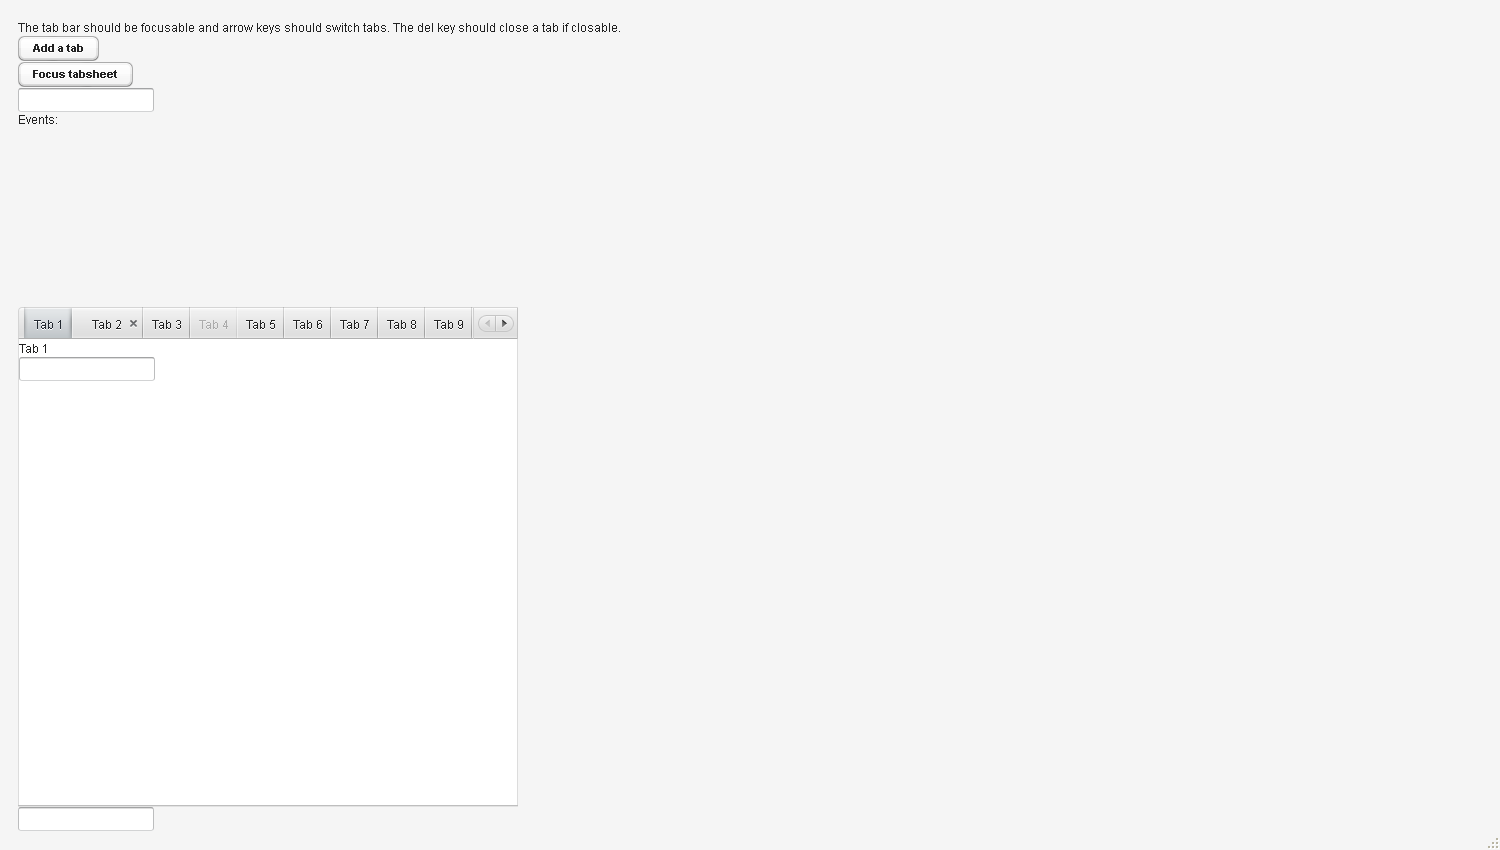 The tab bar should be focusable and arrow keys should switch tabs. The del key should close a tab if closable.
Add a tab
Focus tabsheet
Events:
Tab 1 Tab 2 Tab 3 Tab 4 Tab 5 Tab 6 Tab 7 Tab 8 Tab 9
Tab 1